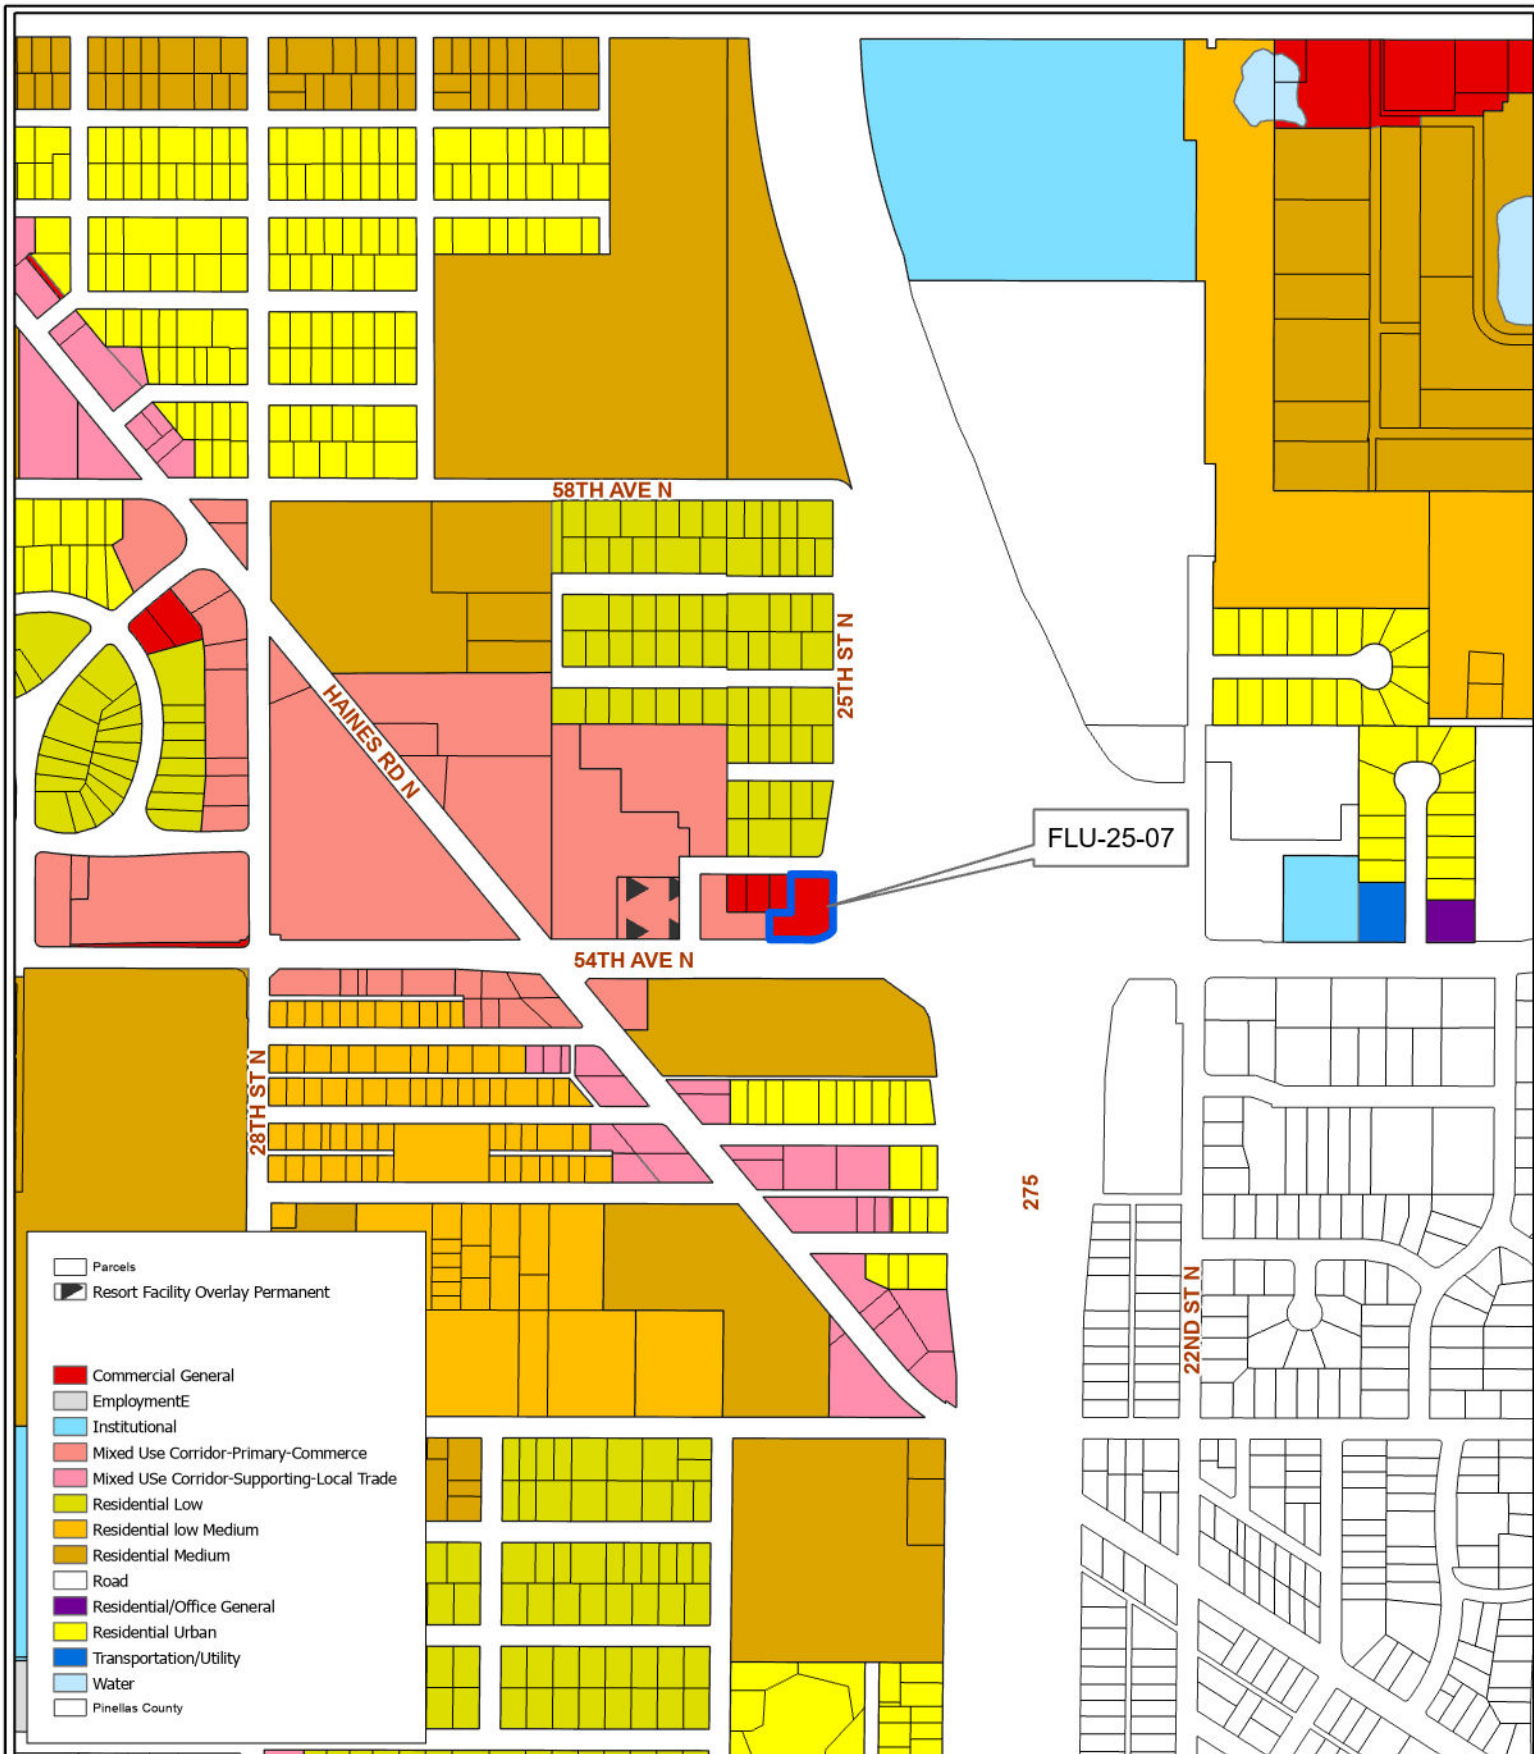 58TH AVE N
25TH ST N
HAINES RD N
FLU-25-07
54TH AVE N
28TH ST N
275
22ND ST N
Parcels
Resort Facility Overlay Permanent
Commercial General
EmploymentE
Institutional
Mixed Use Corridor-Primary-Commerce
Mixed USe Corridor-Supporting-Local Trade
Residential Low
Residential low Medium
Residential Medium
Road
Residential/Office General
Residential Urban
Transportation/Utility
Water
Pinellas County